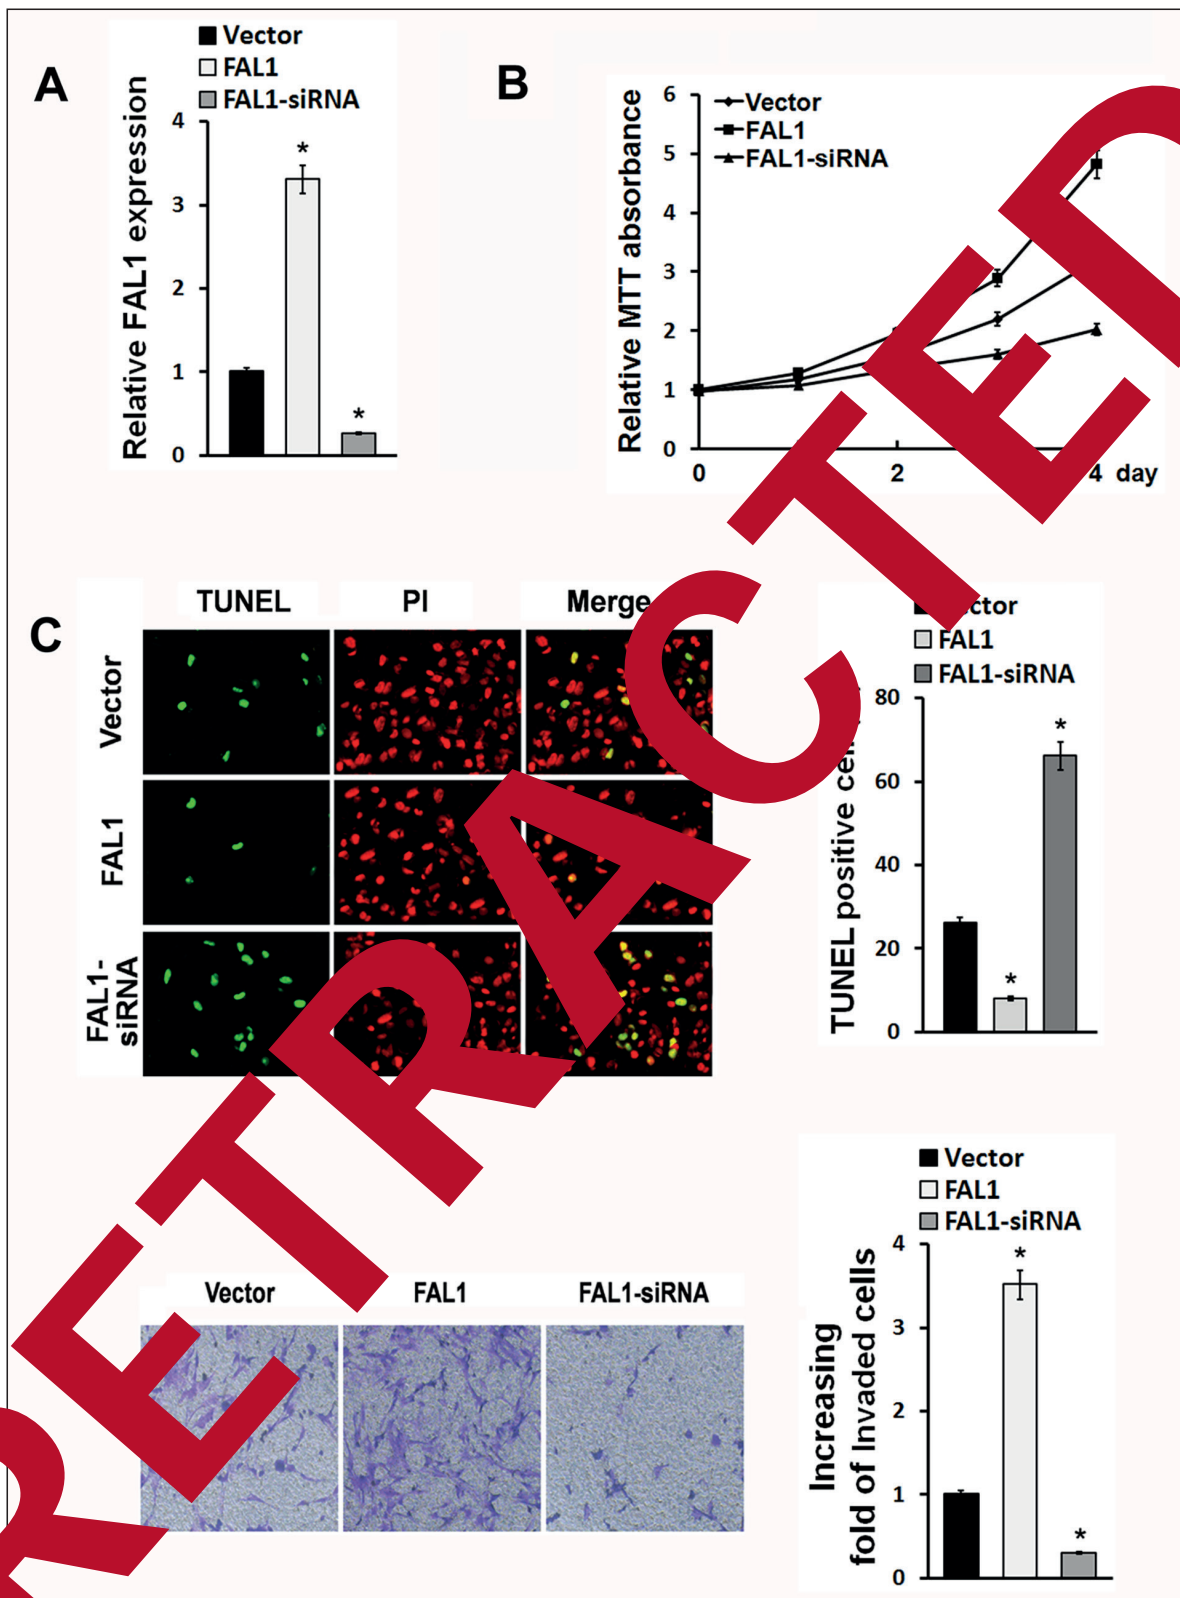 A
Vector
FAL1
FAL1-siRNA
Relative FAL1 expression
4
3
2
1
0
*
*
B
Vector
FAL1
FAL1-siRNA
Relative MTT absorbance
6
5
4
3
2
1
0
0
2
4
day
C
TUNEL
PI
Merge
Vector
FAL1
FAL1-
siRNA
FAL1
FAL1-siRNA
TUNEL positive
80
60
40
20
0
*
*
Vector
FAL1
FAL1-siRNA
Vector
FAL1
FAL1-siRNA
Increasing
fold of Invaded cells
4
3
2
1
0
*
*
RETRACTED